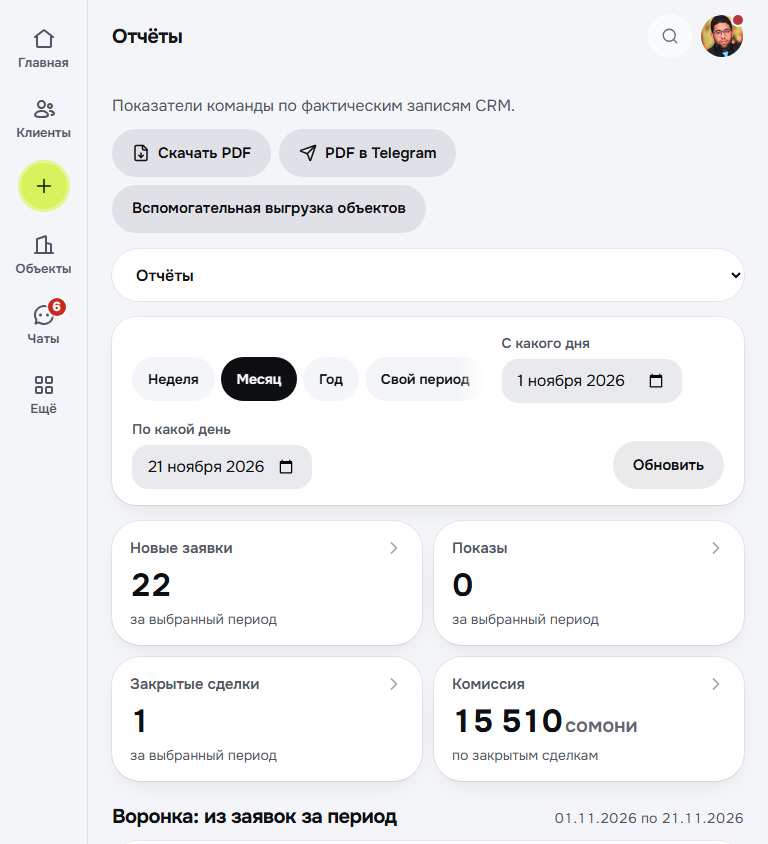 Главная
Клиенты
Объекты
6
Чаты
Ещё
Отчёты
Показатели команды по фактическим записям CRM.
Скачать PDF
PDF в Telegram
Вспомогательная выгрузка объектов
Отчёты
Неделя
Месяц
Год
Свой период
С какого дня
1 ноября 2026
По какой день
21 ноября 2026
Обновить
Новые заявки
22
за выбранный период
Показы
0
за выбранный период
Закрытые сделки
1
за выбранный период
Комиссия
15 510 сомони
по закрытым сделкам
Воронка: из заявок за период
01.11.2026 по 21.11.2026